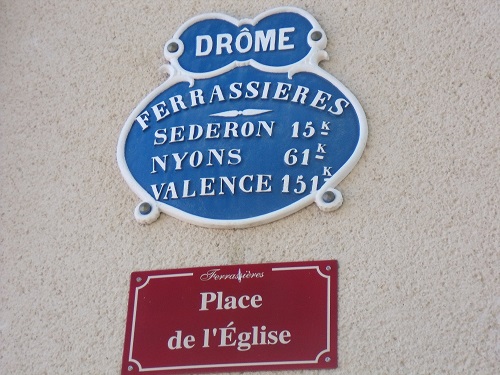 DRÔME
FERRASSIERES
SEDERON 15K
NYONS 61K
VALENCE 151K
Ferrassières
Place
de l'Église